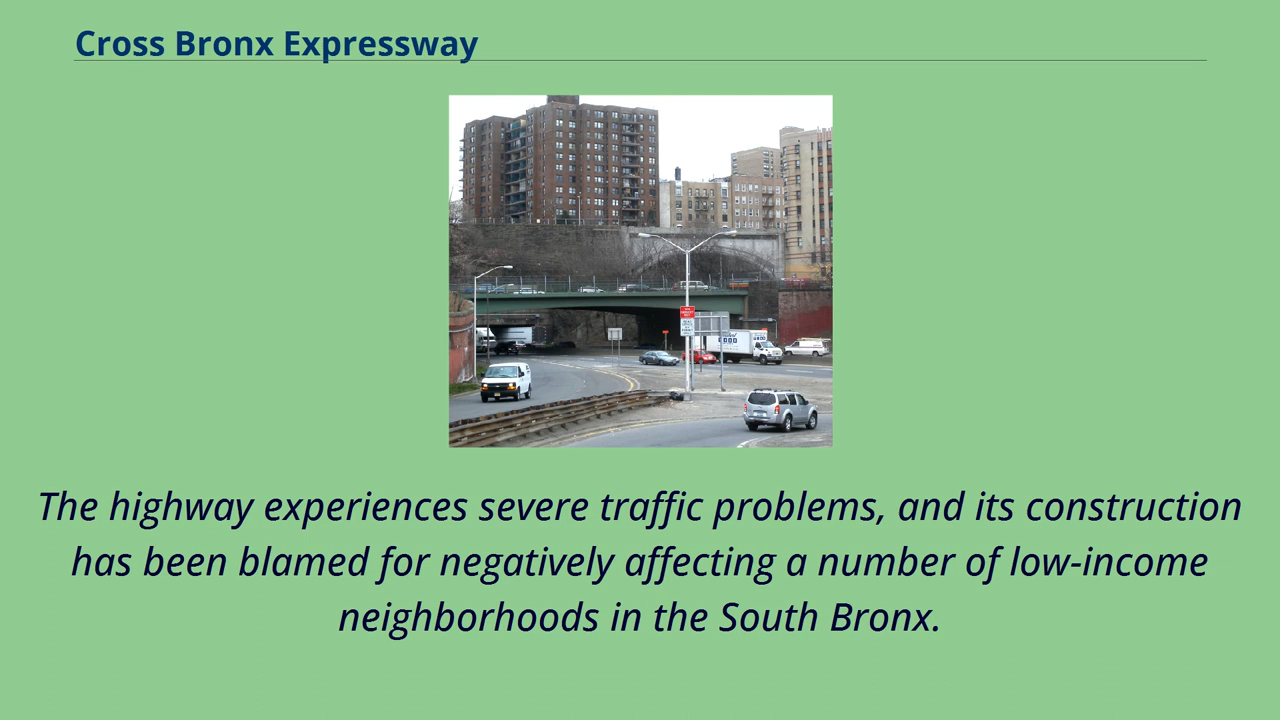 Cross Bronx Expressway
The highway experiences severe traffic problems, and its construction
has been blamed for negatively affecting a number of low-income
neighborhoods in the South Bronx.